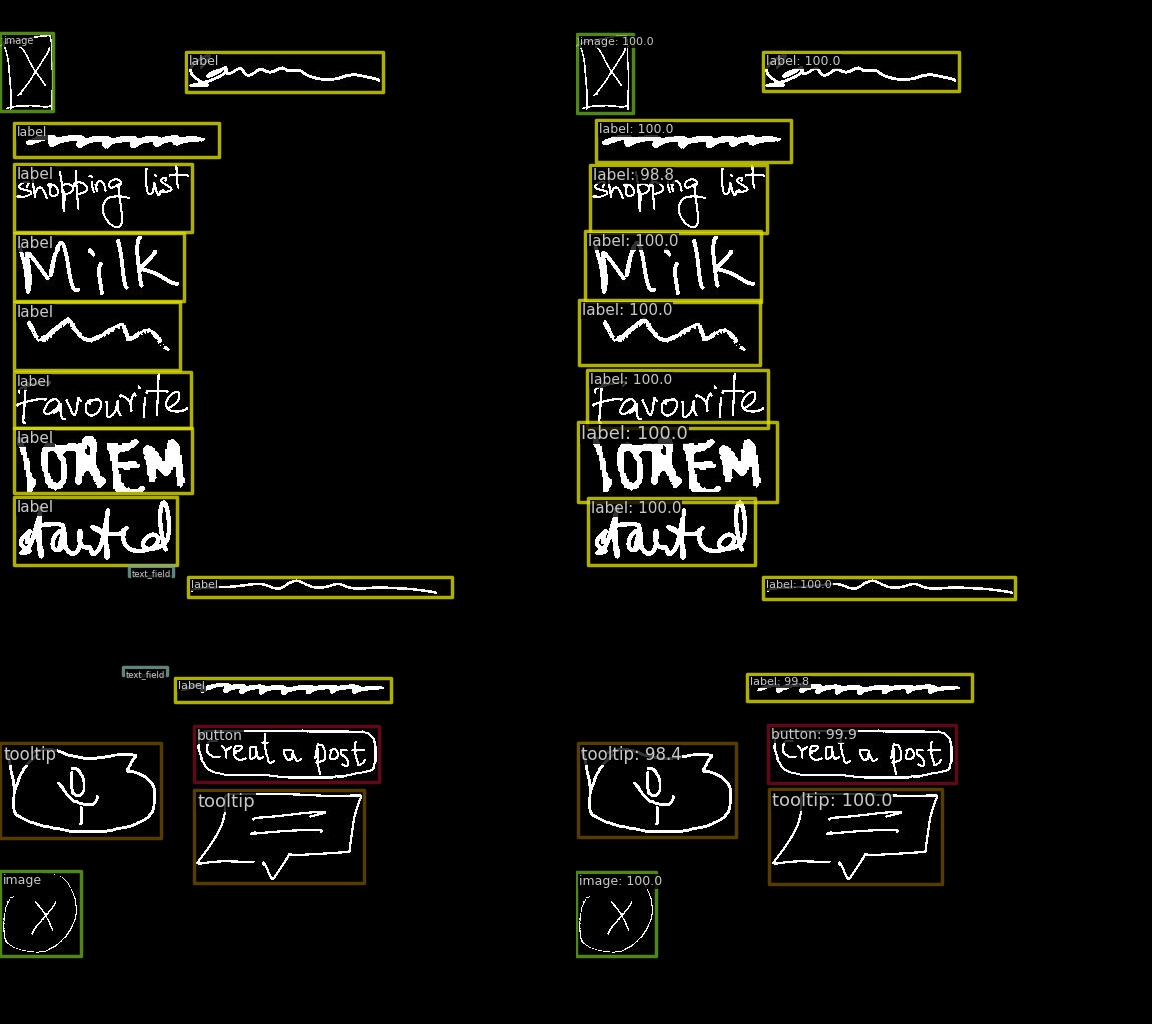 image
image: 100.0
label
label: 100.0
label
label: 100.0
label
shopping list
label: 98.8
shopping list
label
Milk
label: 100.0
Milk
label
label: 100.0
label
Favourite
label: 100.0
Favourite
label
lOREM
label: 100.0
lOREM
label
started
label: 100.0
started
text_field
label
label: 100.0
text_field
label
label: 99.8
button
Creat a post
button: 99.9
Creat a post
tooltip
tooltip: 98.4
tooltip
tooltip: 100.0
image
image: 100.0